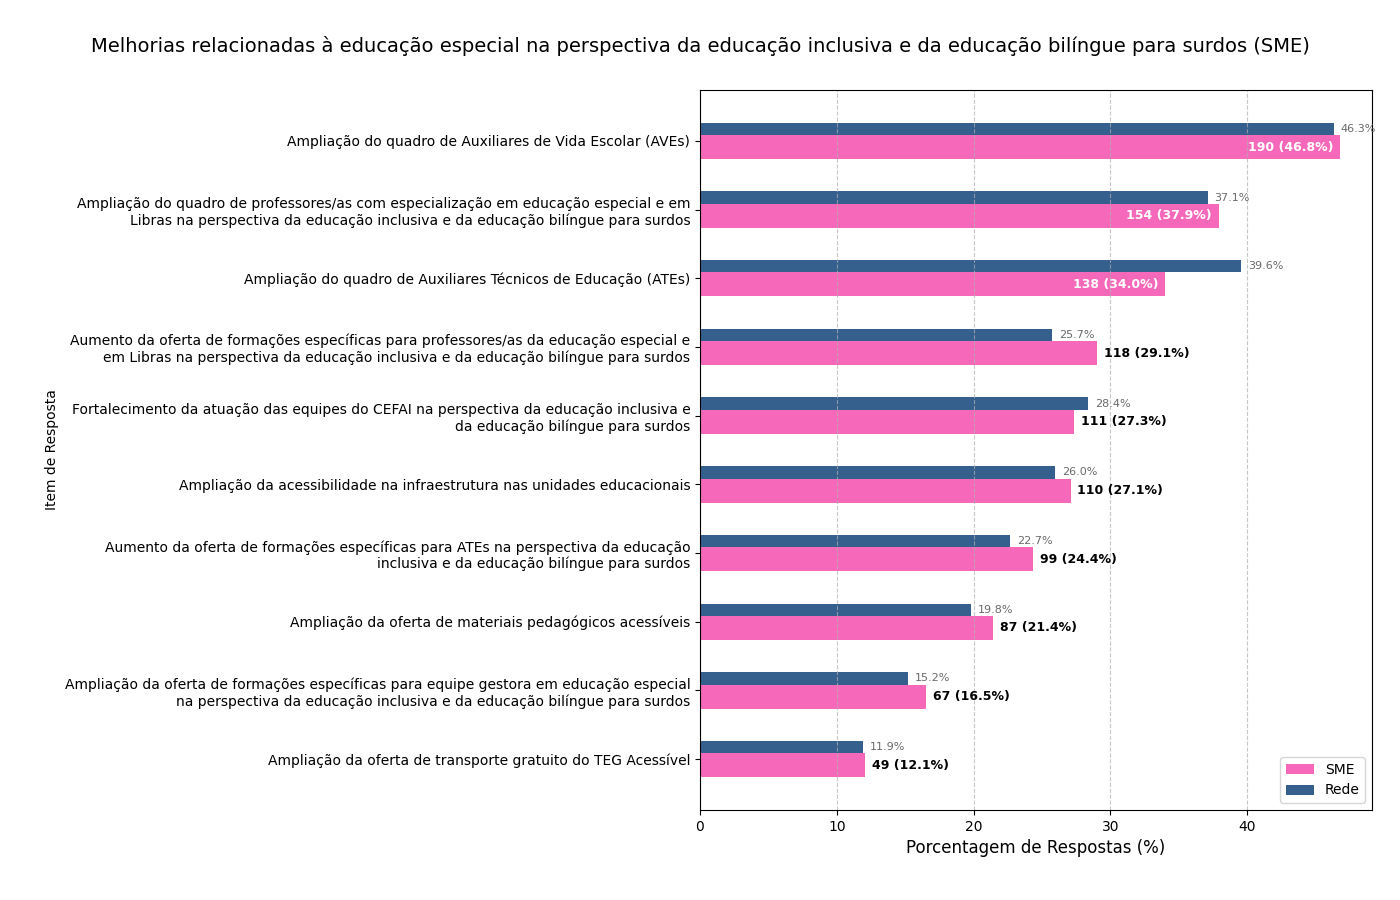 Melhorias relacionadas à educação especial na perspectiva da educação inclusiva e da educação bilíngue para surdos (SME)
Item de Resposta
Ampliação do quadro de Auxiliares de Vida Escolar (AVEs)
46.3%
190 (46.8%)
Ampliação do quadro de professores/as com especialização em educação especial e em
Libras na perspectiva da educação inclusiva e da educação bilíngue para surdos
37.1%
154 (37.9%)
Ampliação do quadro de Auxiliares Técnicos de Educação (ATEs)
39.6%
138 (34.0%)
Aumento da oferta de formações específicas para professores/as da educação especial e
em Libras na perspectiva da educação inclusiva e da educação bilíngue para surdos
25.7%
118 (29.1%)
Fortalecimento da atuação das equipes do CEFAI na perspectiva da educação inclusiva e
da educação bilíngue para surdos
28.4%
111 (27.3%)
Ampliação da acessibilidade na infraestrutura nas unidades educacionais
26.0%
110 (27.1%)
Aumento da oferta de formações específicas para ATEs na perspectiva da educação
inclusiva e da educação bilíngue para surdos
22.7%
99 (24.4%)
Ampliação da oferta de materiais pedagógicos acessíveis
19.8%
87 (21.4%)
Ampliação da oferta de formações específicas para equipe gestora em educação especial
na perspectiva da educação inclusiva e da educação bilíngue para surdos
15.2%
67 (16.5%)
Ampliação da oferta de transporte gratuito do TEG Acessível
11.9%
49 (12.1%)
SME
Rede
0 10 20 30 40
Porcentagem de Respostas (%)